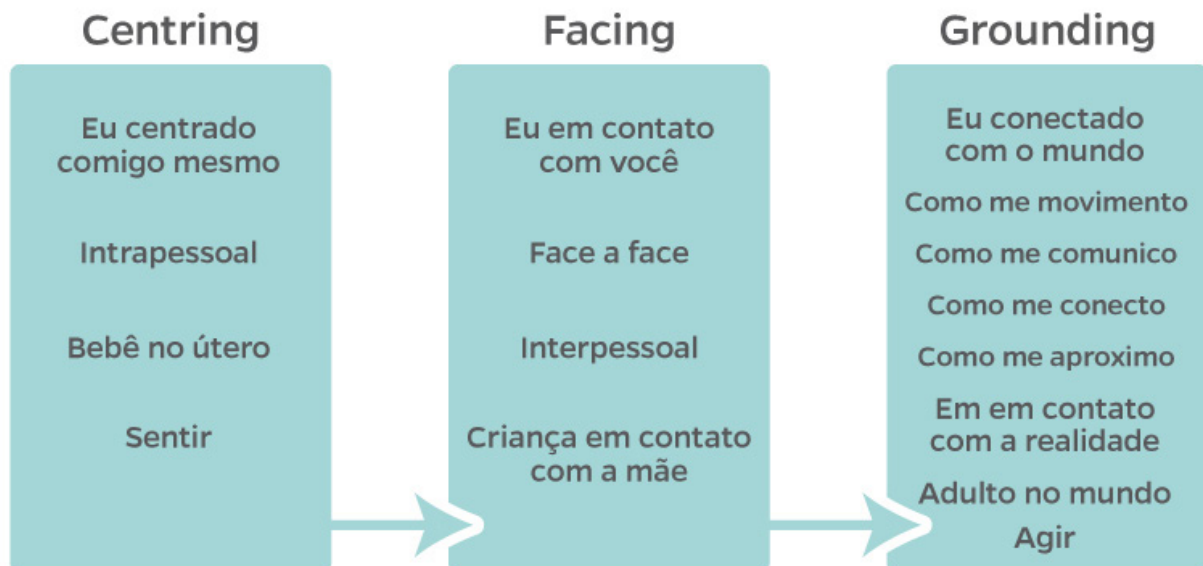 Centring
Eu centrado
comigo mesmo
Intrapessoal
Bebê no útero
Sentir
Facing
Eu em contato
com você
Face a face
Interpessoal
Criança em contato
com a mãe
Grounding
Eu conectado
com o mundo
Como me movimento
Como me comunico
Como me conecto
Como me aproximo
Em em contato
com a realidade
Adulto no mundo
Agir